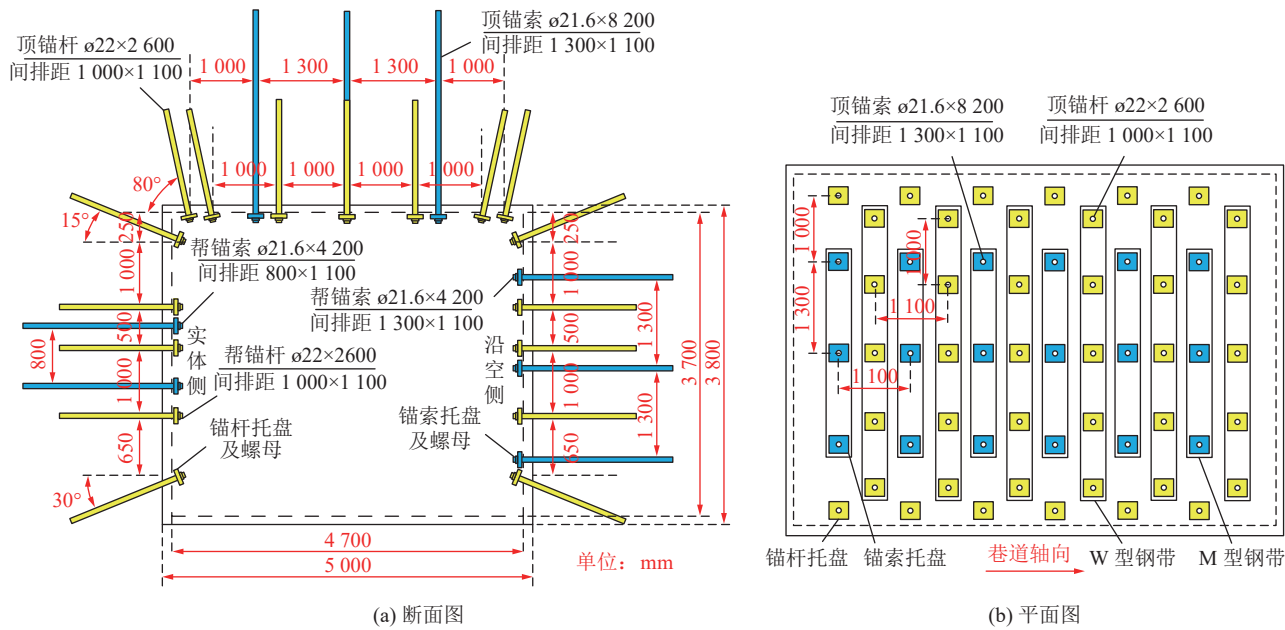 顶锚杆 ø22×2 600
间排距 1 000×1 100
顶锚索 ø21.6×8 200
间排距 1 300×1 100
1 000
1 300
1 300
1 000
1 000
1 000
1 000
1 000
80°
15°
30°
250
1 000
500
1 000
650
800
帮锚索 ø21.6×4 200
间排距 800×1 100
帮锚杆 ø22×2600
间排距 1 000×1 100
实体侧
锚杆托盘
及螺母
帮锚索 ø21.6×4 200
间排距 1 300×1 100
沿空侧
锚索托盘
及螺母
250
1 000
500
1 000
650
1 300
1 300
3 700
3 800
4 700
5 000
单位：mm
(a) 断面图
顶锚索 ø21.6×8 200
间排距 1 300×1 100
顶锚杆 ø22×2 600
间排距 1 000×1 100
1 000
1 300
1 000
1 100
1 100
锚杆托盘
锚索托盘
巷道轴向
W 型钢带
M 型钢带
(b) 平面图